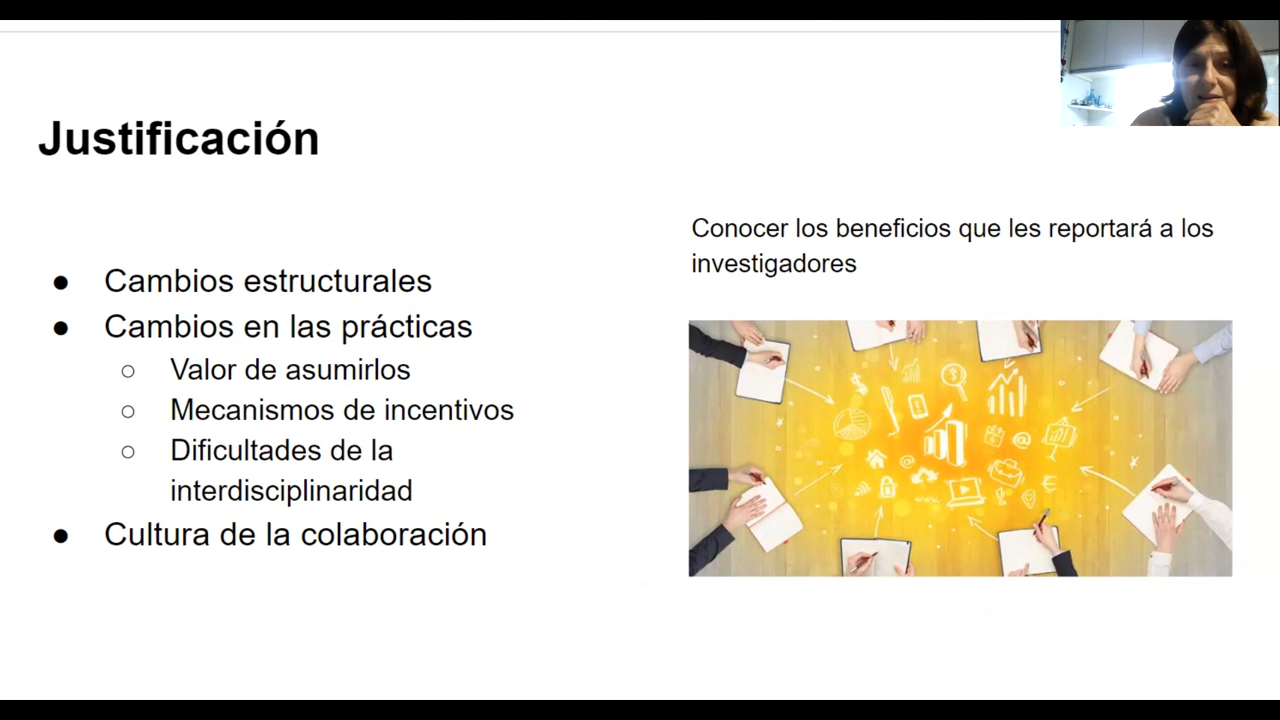 Justificación
● Cambios estructurales
● Cambios en las prácticas
○ Valor de asumirlos
○ Mecanismos de incentivos
○ Dificultades de la
interdisciplinaridad
● Cultura de la colaboración
Conocer los beneficios que les reportará a los
investigadores